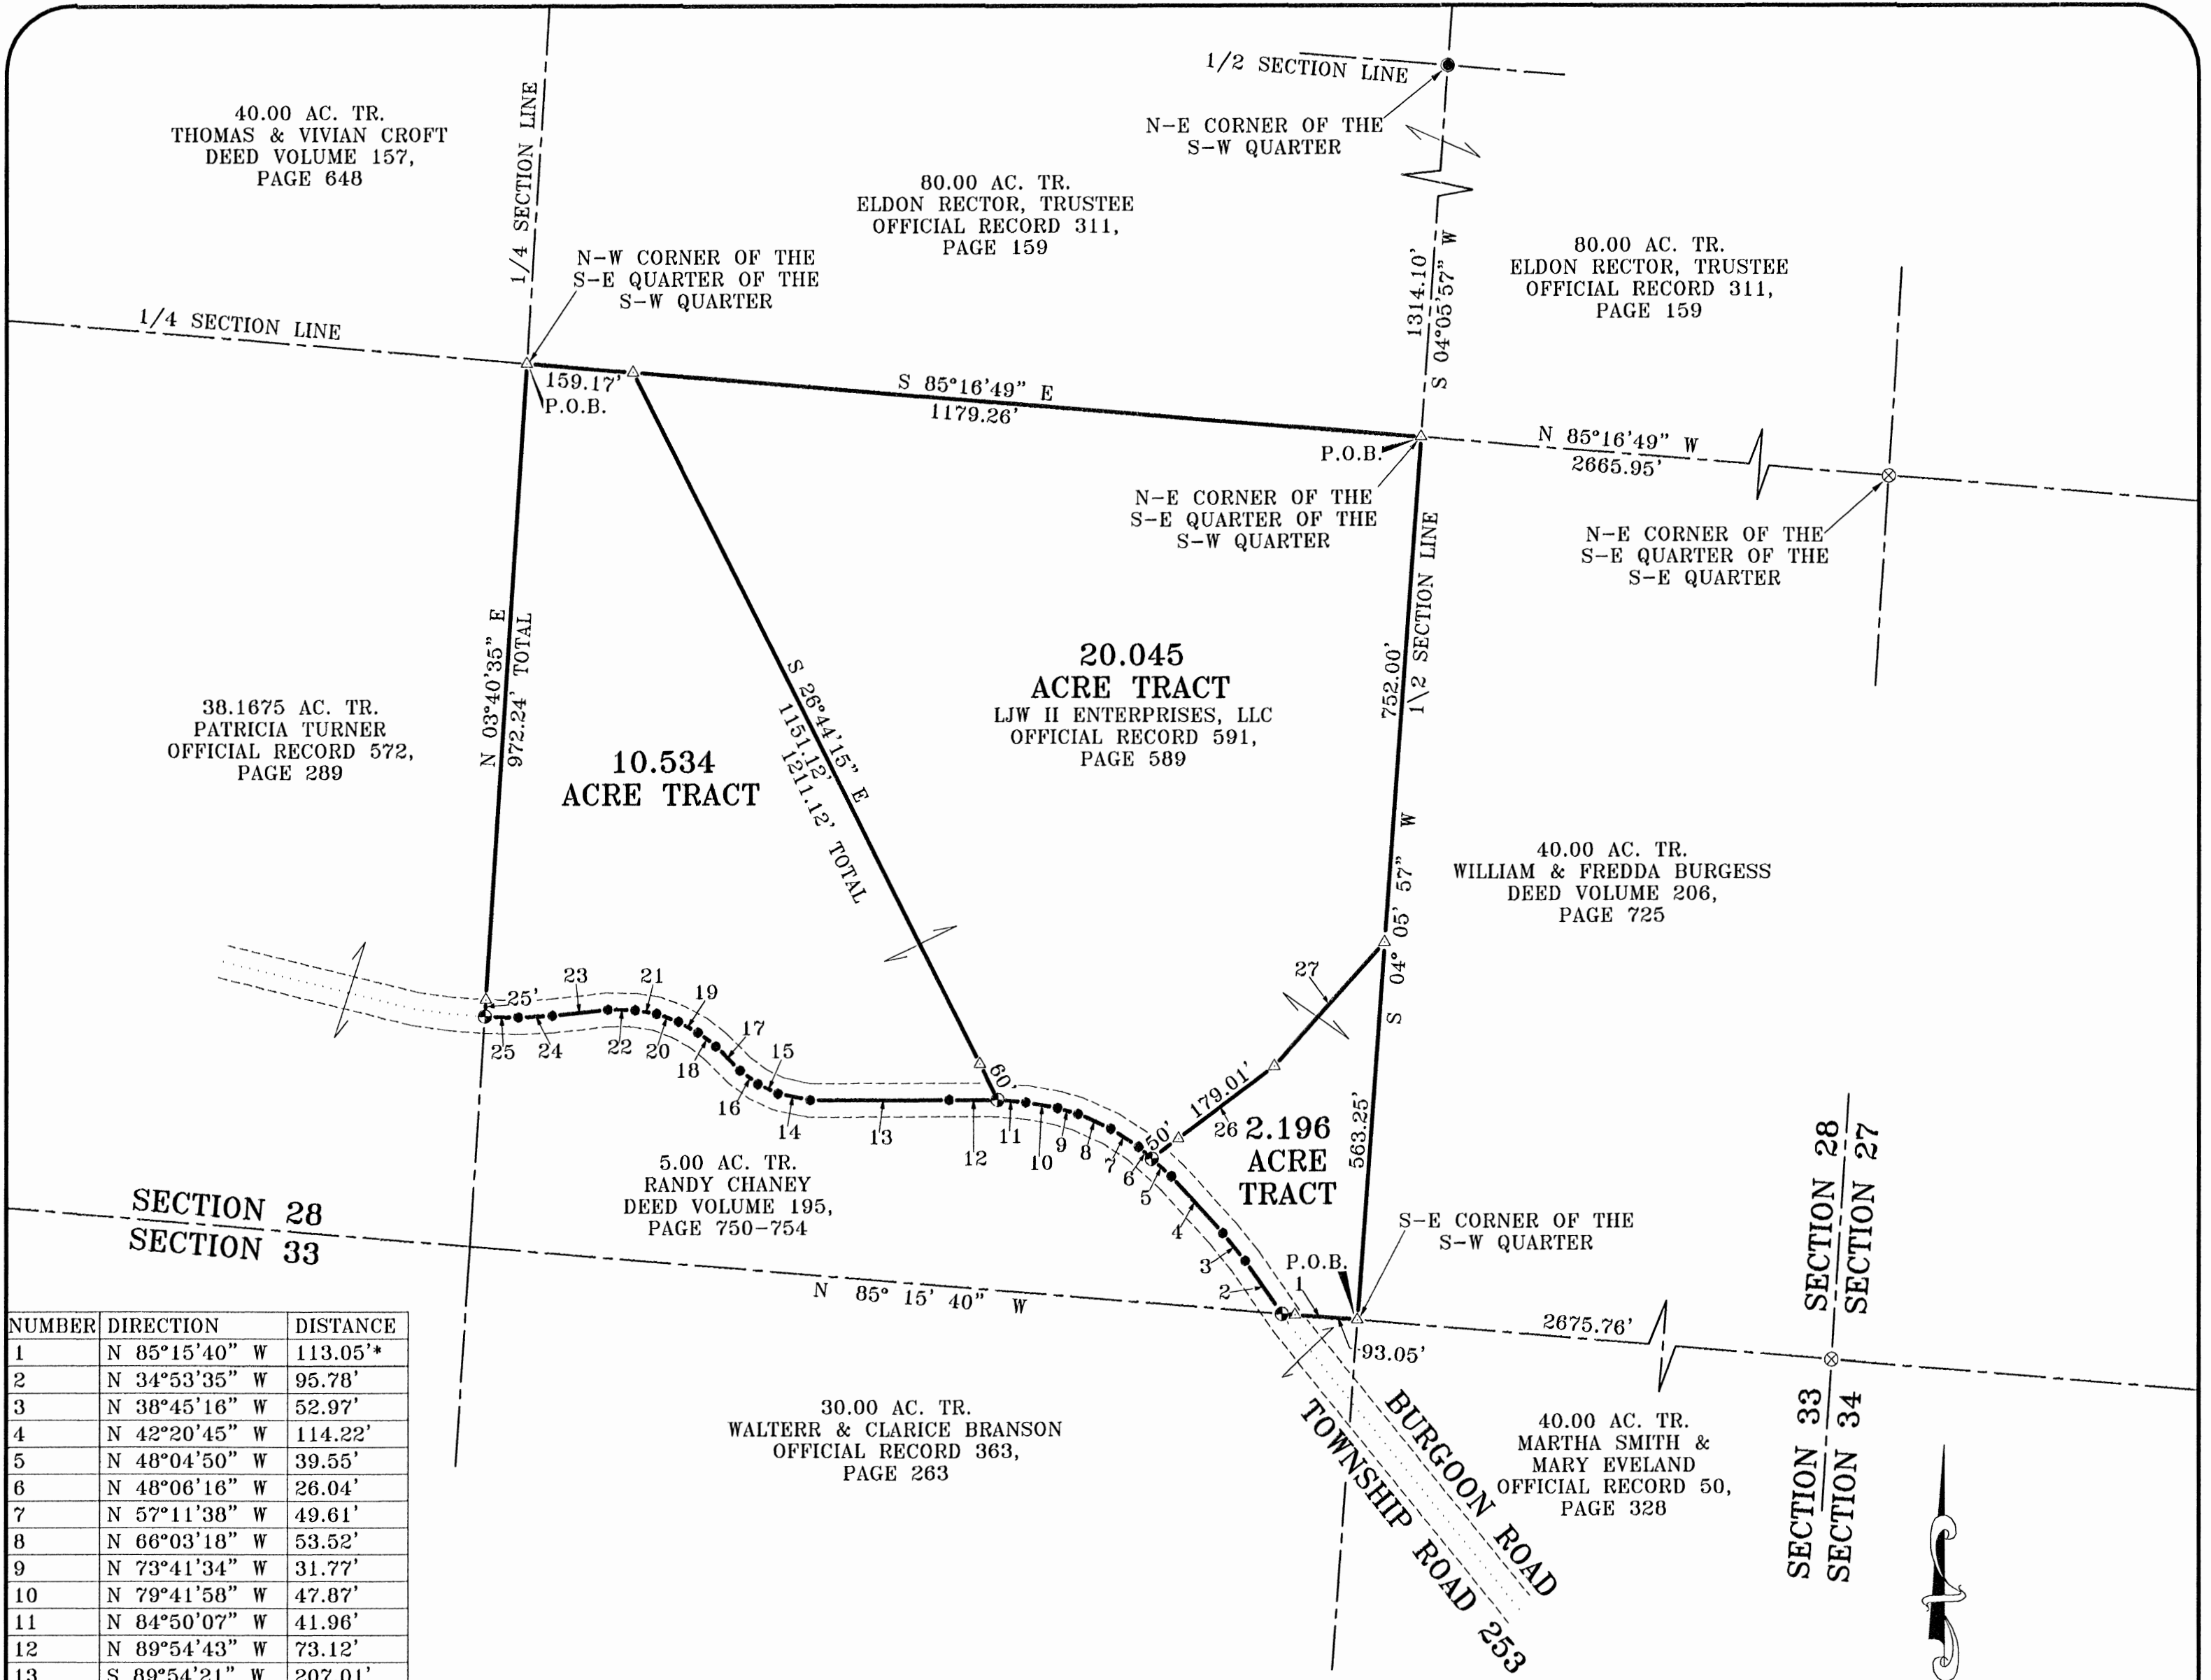 1/2 SECTION LINE
N-E CORNER OF THE
S-W QUARTER
40.00 AC. TR.
THOMAS & VIVIAN CROFT
DEED VOLUME 157,
PAGE 648
1/4 SECTION LINE
80.00 AC. TR.
ELDON RECTOR, TRUSTEE
OFFICIAL RECORD 311,
PAGE 159
1314.10'
S 04°05'57" W
80.00 AC. TR.
ELDON RECTOR, TRUSTEE
OFFICIAL RECORD 311,
PAGE 159
N-W CORNER OF THE
S-E QUARTER OF THE
S-W QUARTER
1/4 SECTION LINE
159.17'
P.O.B.
S 85°16'49" E
1179.26'
P.O.B.
N 85°16'49" W
2665.95'
N-E CORNER OF THE
S-E QUARTER OF THE
S-W QUARTER
N-E CORNER OF THE
S-E QUARTER OF THE
S-E QUARTER
N 03°40'35" E
972.24' TOTAL
S 26°44'15" E
1151.12'
1211.12' TOTAL
20.045
ACRE TRACT
LJW II ENTERPRISES, LLC
OFFICIAL RECORD 591,
PAGE 589
752.00'
1/2 SECTION LINE
38.1675 AC. TR.
PATRICIA TURNER
OFFICIAL RECORD 572,
PAGE 289
10.534
ACRE TRACT
S 04° 05' 57" W
40.00 AC. TR.
WILLIAM & FREDDA BURGESS
DEED VOLUME 206,
PAGE 725
25'
23
21
19
17
15
25
24
22
20
18
16
14
13
12
60'
11
10
9
8
7
6
5
4
3
2
1
50'
179.01'
26
27
2.196
ACRE
TRACT
563.25'
5.00 AC. TR.
RANDY CHANEY
DEED VOLUME 195,
PAGE 750-754
SECTION 28
SECTION 33
S-E CORNER OF THE
S-W QUARTER
P.O.B.
N 85° 15' 40" W
93.05'
2675.76'
SECTION 28
SECTION 27
SECTION 33
SECTION 34
30.00 AC. TR.
WALTERR & CLARICE BRANSON
OFFICIAL RECORD 363,
PAGE 263
BURGOON ROAD
TOWNSHIP ROAD 253
40.00 AC. TR.
MARTHA SMITH &
MARY EVELAND
OFFICIAL RECORD 50,
PAGE 328
NUMBER DIRECTION DISTANCE
1 N 85°15'40" W 113.05'*
2 N 34°53'35" W 95.78'
3 N 38°45'16" W 52.97'
4 N 42°20'45" W 114.22'
5 N 48°04'50" W 39.55'
6 N 48°06'16" W 26.04'
7 N 57°11'38" W 49.61'
8 N 66°03'18" W 53.52'
9 N 73°41'34" W 31.77'
10 N 79°41'58" W 47.87'
11 N 84°50'07" W 41.96'
12 N 89°54'43" W 73.12'
13 S 89°54'21" W 207.01'